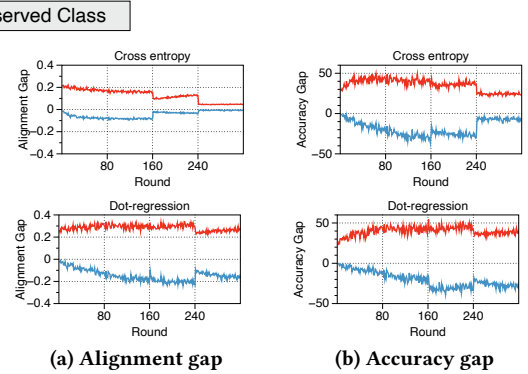 served Class
Cross entropy
Alignment Gap
0.4
0.2
0
−0.2
−0.4
80 160 240
Round
Cross entropy
Accuracy Gap
50
0
−50
80 160 240
Round
Dot-regression
Alignment Gap
0.4
0.2
0
−0.2
−0.4
80 160 240
Round
Dot-regression
Accuracy Gap
50
0
−50
80 160 240
Round
(a) Alignment gap
(b) Accuracy gap